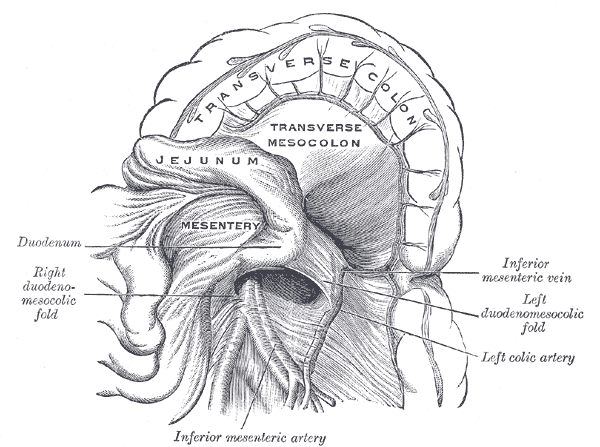 TRANSVERSE COLON
TRANSVERSE
MESOCOLON
JEJUNUM
MESENTERY
Duodenum
Right
duodeno-
mesocolic
fold
Inferior
mesenteric vein
Left
duodenomesocolic
fold
Left colic artery
Inferior mesenteric artery